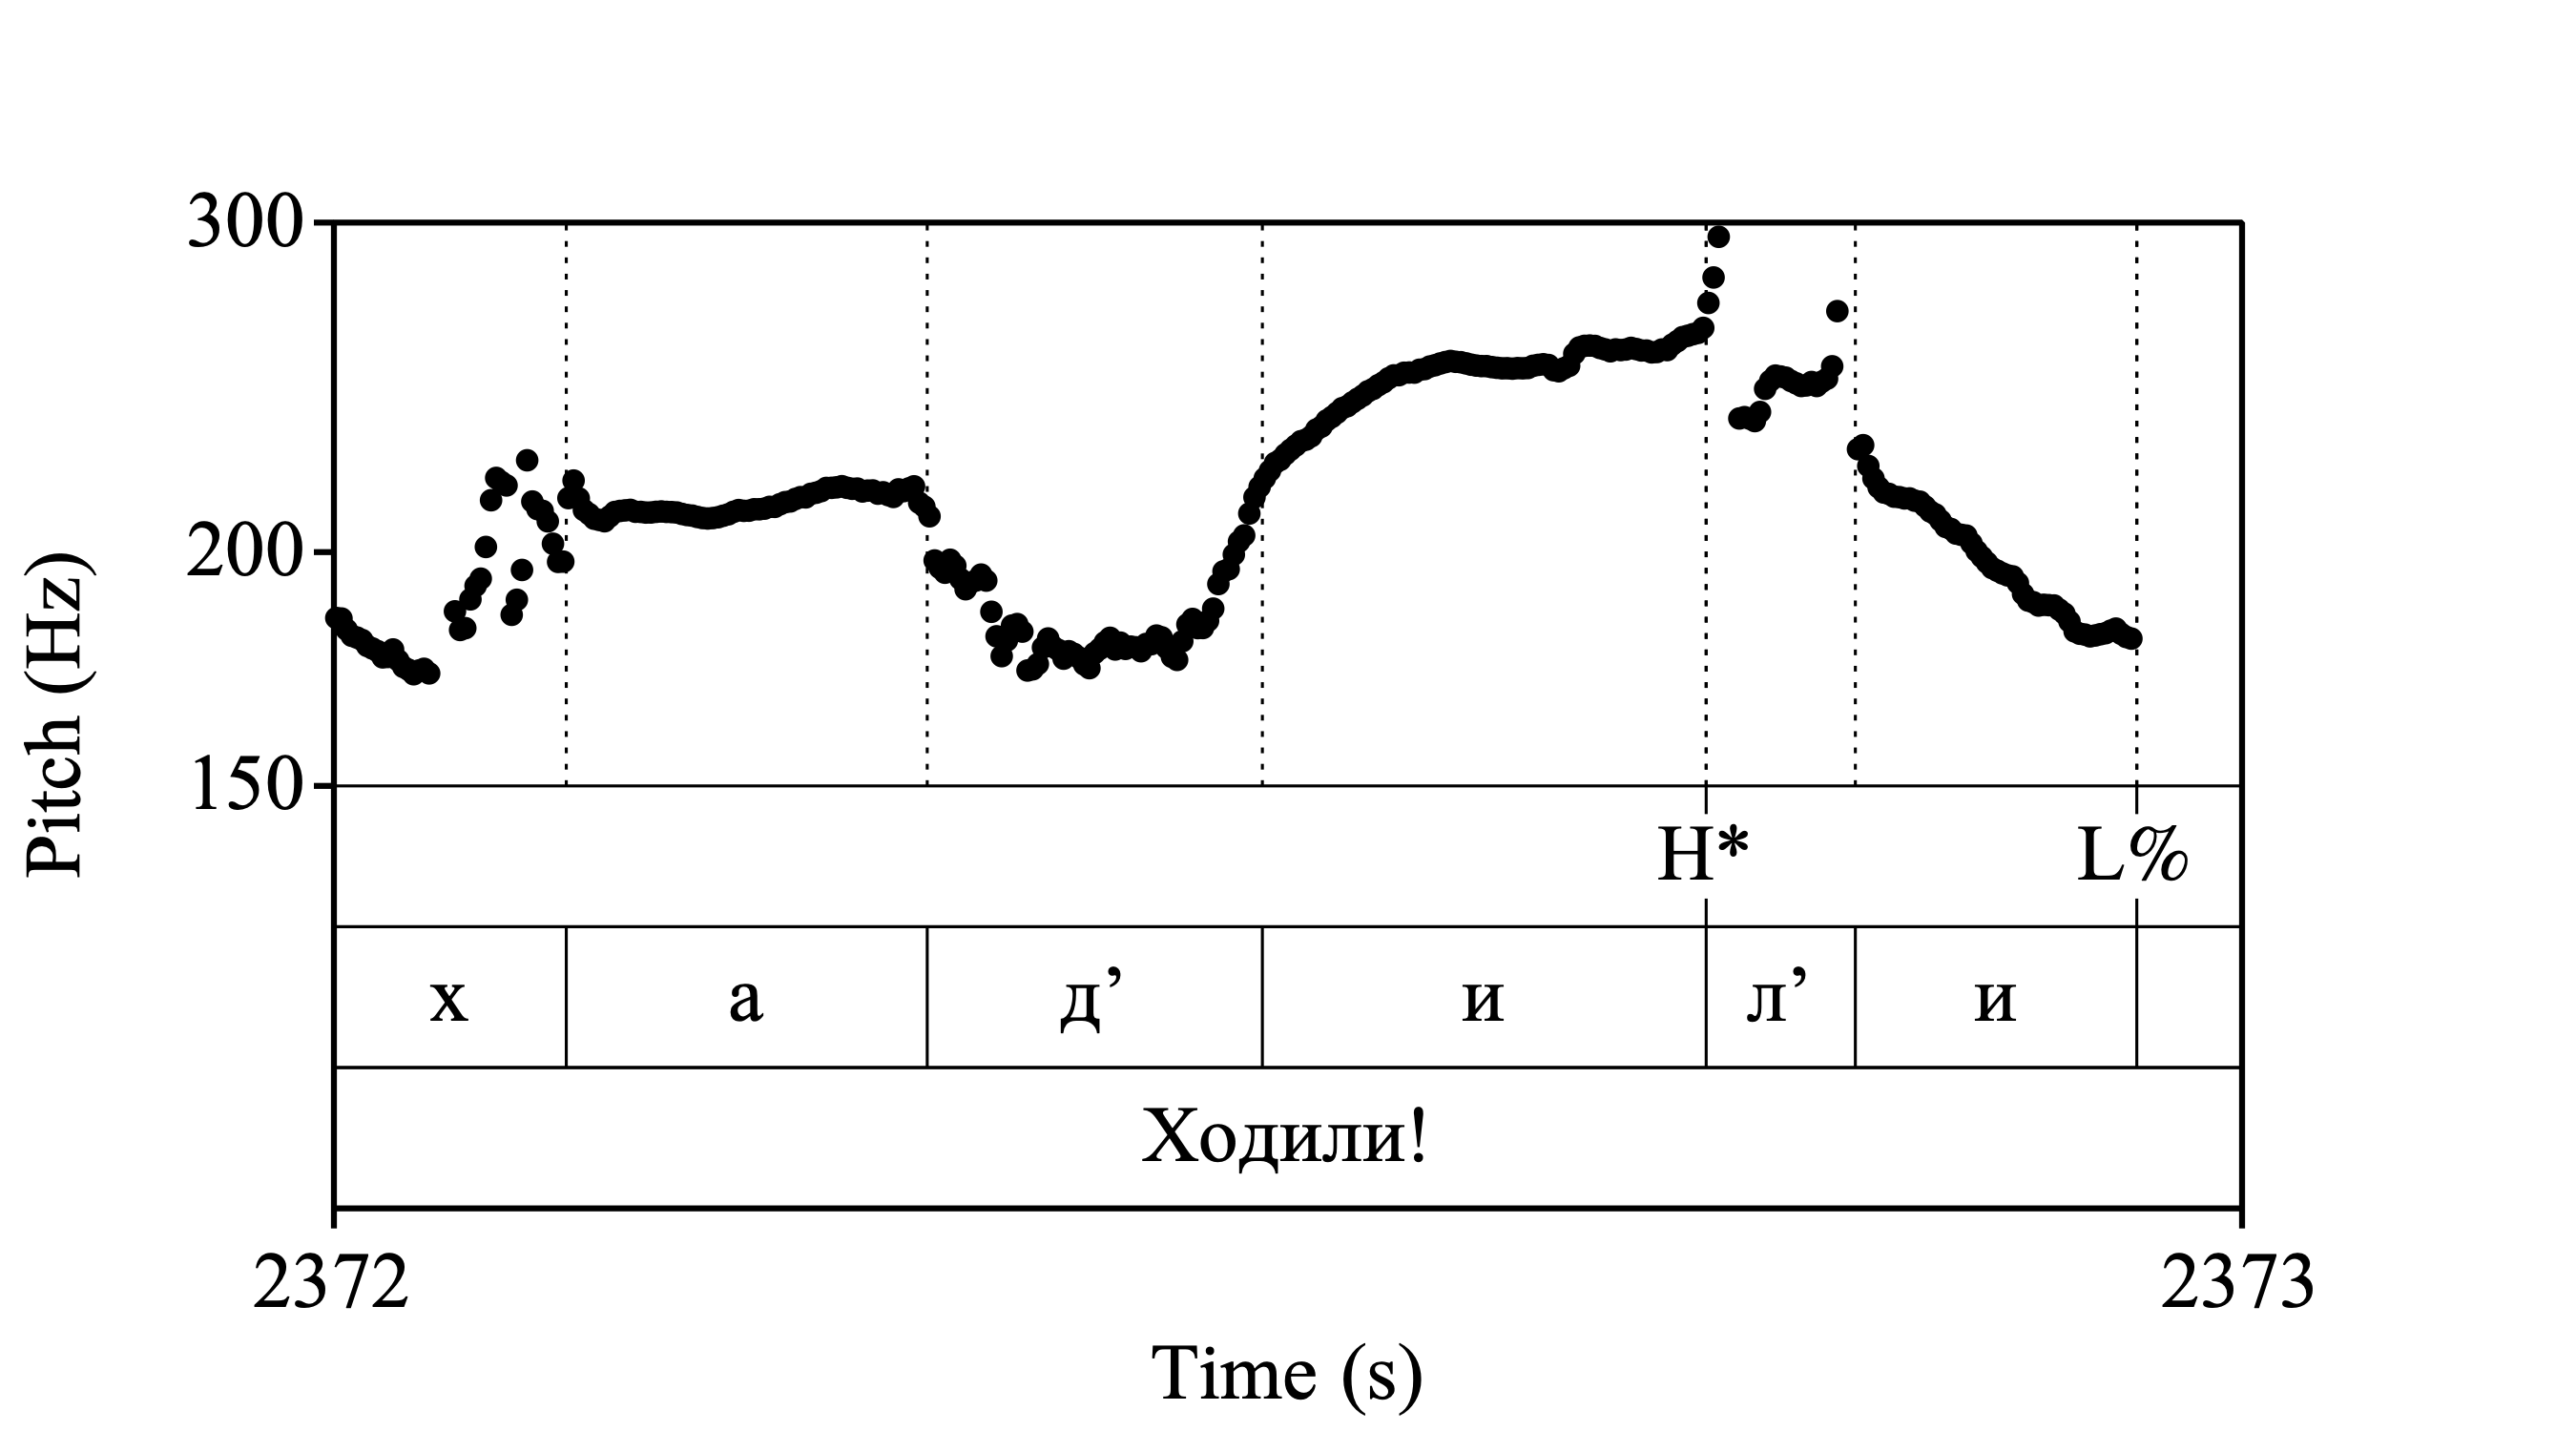 300
200
150
Pitch (Hz)
H* L%
х а д’ и л’ и
Ходили!
2372 2373
Time (s)